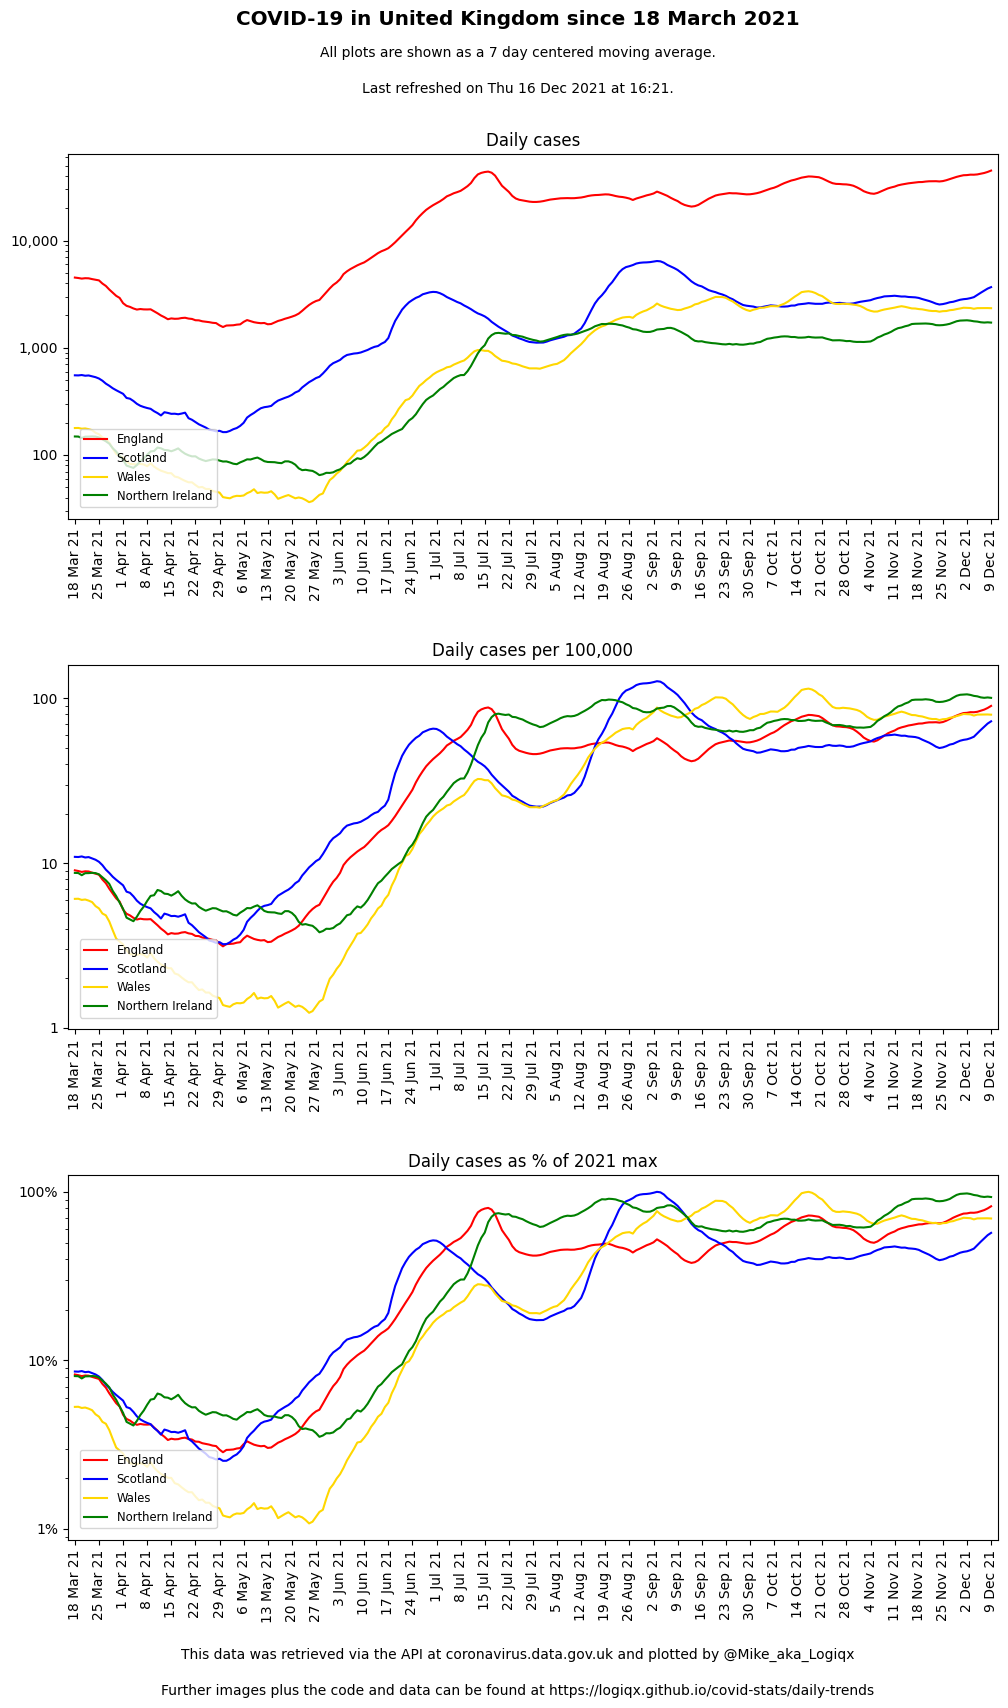 COVID-19 in United Kingdom since 18 March 2021
All plots are shown as a 7 day centered moving average.
Last refreshed on Thu 16 Dec 2021 at 16:21.
Daily cases
10,000
1,000
100
England
Scotland
Wales
Northern Ireland
18 Mar 21
25 Mar 21
1 Apr 21
8 Apr 21
15 Apr 21
22 Apr 21
29 Apr 21
6 May 21
13 May 21
20 May 21
27 May 21
3 Jun 21
10 Jun 21
17 Jun 21
24 Jun 21
1 Jul 21
8 Jul 21
15 Jul 21
22 Jul 21
29 Jul 21
5 Aug 21
12 Aug 21
19 Aug 21
26 Aug 21
2 Sep 21
9 Sep 21
16 Sep 21
23 Sep 21
30 Sep 21
7 Oct 21
14 Oct 21
21 Oct 21
28 Oct 21
4 Nov 21
11 Nov 21
18 Nov 21
25 Nov 21
2 Dec 21
9 Dec 21
Daily cases per 100,000
100
10
1
England
Scotland
Wales
Northern Ireland
18 Mar 21
25 Mar 21
1 Apr 21
8 Apr 21
15 Apr 21
22 Apr 21
29 Apr 21
6 May 21
13 May 21
20 May 21
27 May 21
3 Jun 21
10 Jun 21
17 Jun 21
24 Jun 21
1 Jul 21
8 Jul 21
15 Jul 21
22 Jul 21
29 Jul 21
5 Aug 21
12 Aug 21
19 Aug 21
26 Aug 21
2 Sep 21
9 Sep 21
16 Sep 21
23 Sep 21
30 Sep 21
7 Oct 21
14 Oct 21
21 Oct 21
28 Oct 21
4 Nov 21
11 Nov 21
18 Nov 21
25 Nov 21
2 Dec 21
9 Dec 21
Daily cases as % of 2021 max
100%
10%
1%
England
Scotland
Wales
Northern Ireland
18 Mar 21
25 Mar 21
1 Apr 21
8 Apr 21
15 Apr 21
22 Apr 21
29 Apr 21
6 May 21
13 May 21
20 May 21
27 May 21
3 Jun 21
10 Jun 21
17 Jun 21
24 Jun 21
1 Jul 21
8 Jul 21
15 Jul 21
22 Jul 21
29 Jul 21
5 Aug 21
12 Aug 21
19 Aug 21
26 Aug 21
2 Sep 21
9 Sep 21
16 Sep 21
23 Sep 21
30 Sep 21
7 Oct 21
14 Oct 21
21 Oct 21
28 Oct 21
4 Nov 21
11 Nov 21
18 Nov 21
25 Nov 21
2 Dec 21
9 Dec 21
This data was retrieved via the API at coronavirus.data.gov.uk and plotted by @Mike_aka_Logiqx
Further images plus the code and data can be found at https://logiqx.github.io/covid-stats/daily-trends